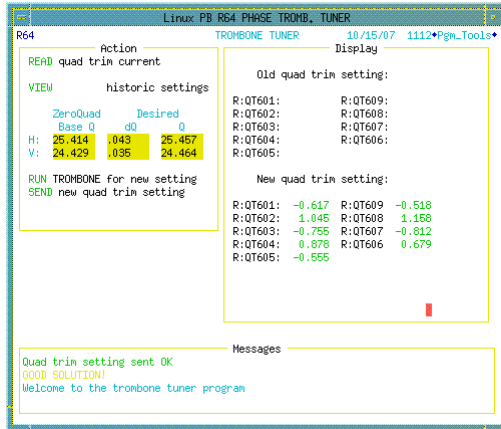 Linux PB R64 PHASE TROMB. TUNER
R64 TROMBONE TUNER 10/15/07 1112◆Pgm_Tools◆
Action
READ quad trim current
VIEW historic settings
ZeroQuad Desired
Base Q dQ Q
H: 25.414 .043 25.457
V: 24.429 .035 24.464
RUN TROMBONE for new setting
SEND new quad trim setting
Display
Old quad trim setting:
R:QT601: R:QT609:
R:QT602: R:QT608:
R:QT603: R:QT607:
R:QT604: R:QT606:
R:QT605:
New quad trim setting:
R:QT601: -0.617 R:QT609 -0.518
R:QT602: 1.045 R:QT608 1.158
R:QT603: -0.755 R:QT607 -0.812
R:QT604: 0.878 R:QT606 0.679
R:QT605: -0.555
Messages
Quad trim setting sent OK
GOOD SOLUTION!
Welcome to the trombone tuner program